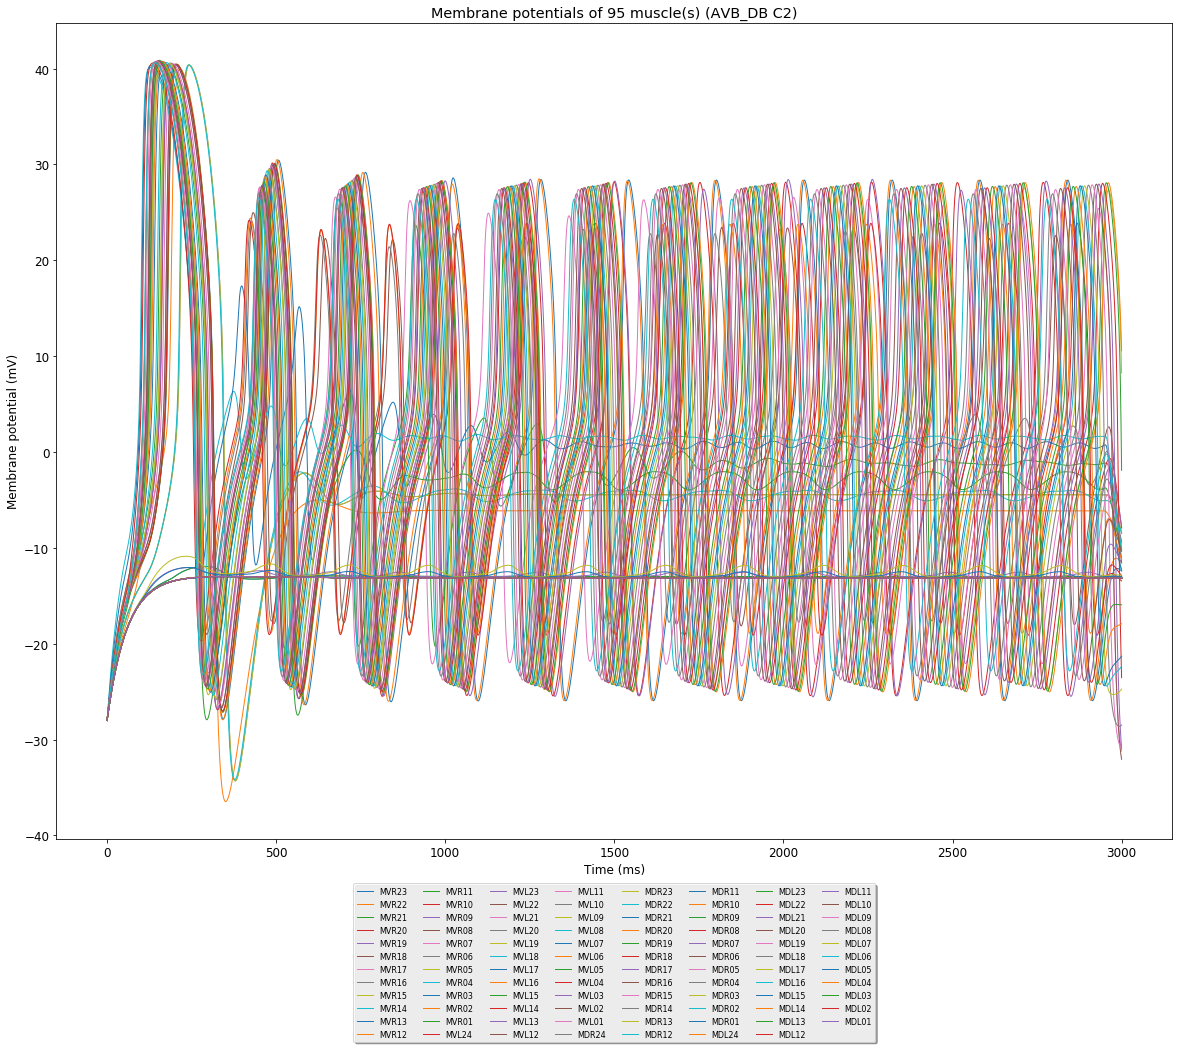 Membrane potentials of 95 muscle(s) (AVB_DB C2)
Membrane potential (mV)
40
30
20
10
0
−10
−20
−30
−40
0 500 1000 1500 2000 2500 3000
Time (ms)
MVR23 MVR11 MVL23 MVL11 MDR23 MDR11 MDL23 MDL11
MVR22 MVR10 MVL22 MVL10 MDR22 MDR10 MDL22 MDL10
MVR21 MVR09 MVL21 MVL09 MDR21 MDR09 MDL21 MDL09
MVR20 MVR08 MVL20 MVL08 MDR20 MDR08 MDL20 MDL08
MVR19 MVR07 MVL19 MVL07 MDR19 MDR07 MDL19 MDL07
MVR18 MVR06 MVL18 MVL06 MDR18 MDR06 MDL18 MDL06
MVR17 MVR05 MVL17 MVL05 MDR17 MDR05 MDL17 MDL05
MVR16 MVR04 MVL16 MVL04 MDR16 MDR04 MDL16 MDL04
MVR15 MVR03 MVL15 MVL03 MDR15 MDR03 MDL15 MDL03
MVR14 MVR02 MVL14 MVL02 MDR14 MDR02 MDL14 MDL02
MVR13 MVR01 MVL13 MVL01 MDR13 MDR01 MDL13 MDL01
MVR12 MVL24 MVL12 MDR24 MDR12 MDL24 MDL12